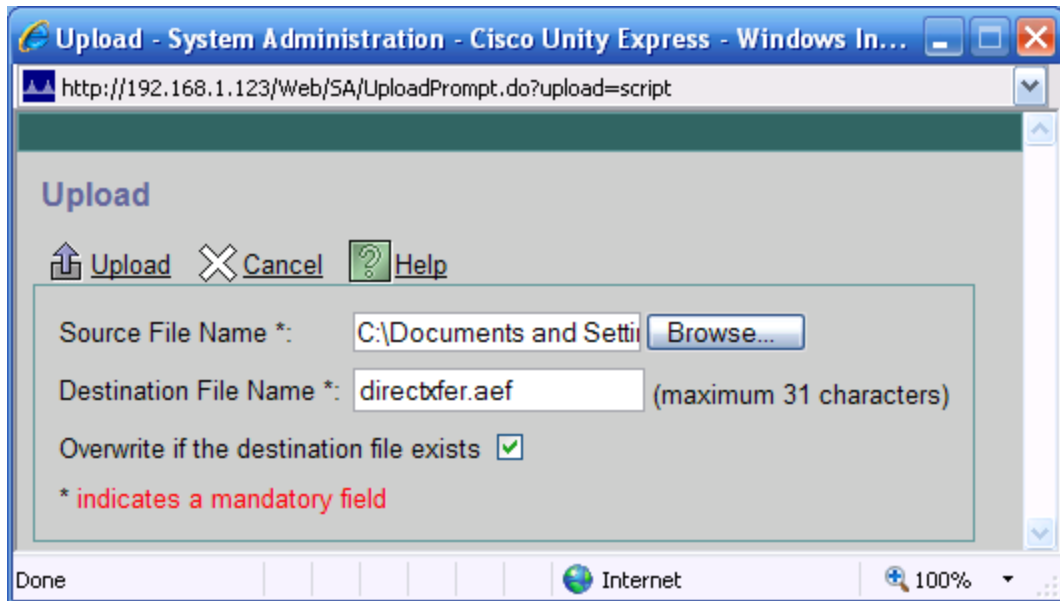 Upload - System Administration - Cisco Unity Express - Windows In...
http://192.168.1.123/Web/SA/UploadPrompt.do?upload=script
Upload
Upload Cancel Help
Source File Name *: C:\Documents and Settin Browse...
Destination File Name *: directxfer.aef (maximum 31 characters)
Overwrite if the destination file exists
* indicates a mandatory field
Done Internet 100%